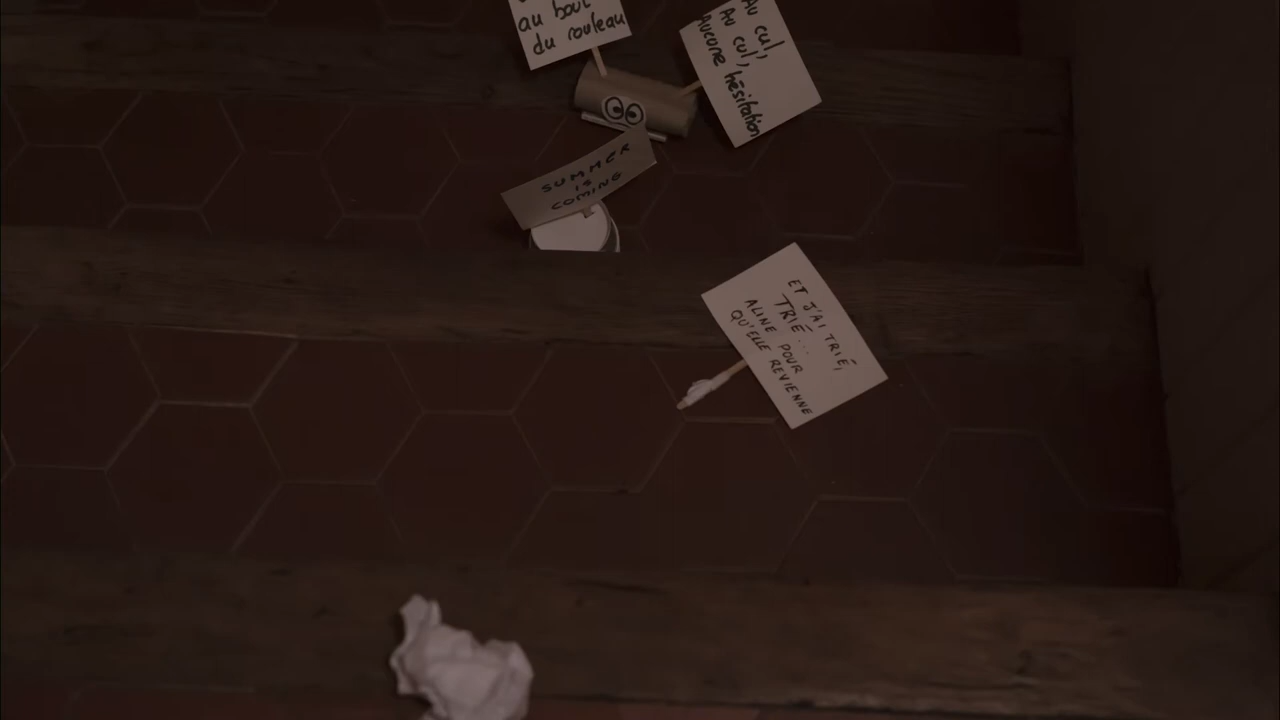 au bout
du rouleau
Au cul,
Au cul,
Aucune hésitation
SUMMER
IS
COMING
ET J'AI TRIÉ,
TRIÉ...
ALINE POUR
QU'ELLE REVIENNE